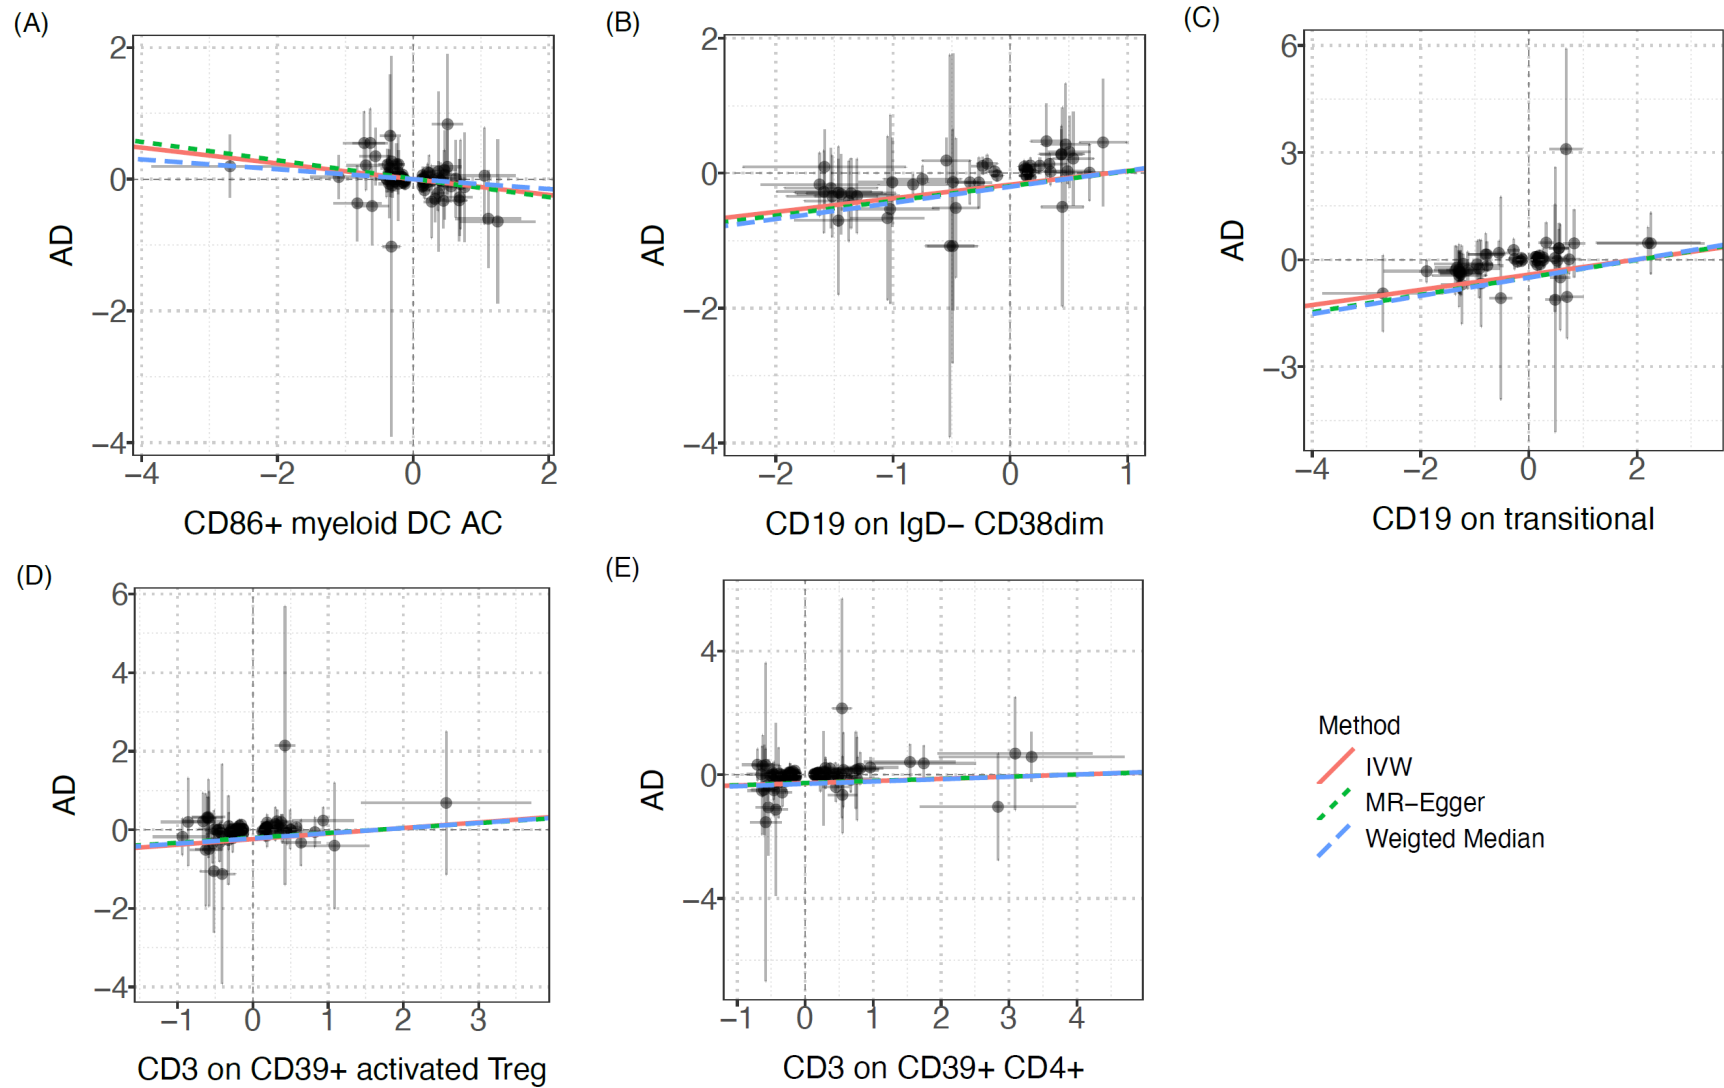 (A)
2
0
−2
−4
AD
−4 −2 0 2
CD86+ myeloid DC AC
(B)
2
0
−2
−4
AD
−2 −1 0 1
CD19 on IgD− CD38dim
(C)
6
3
0
−3
AD
−4 −2 0 2
CD19 on transitional
(D)
6
4
2
0
−2
−4
AD
−1 0 1 2 3
CD3 on CD39+ activated Treg
(E)
4
0
−4
AD
−1 0 1 2 3 4
CD3 on CD39+ CD4+
Method
IVW
MR−Egger
Weigted Median